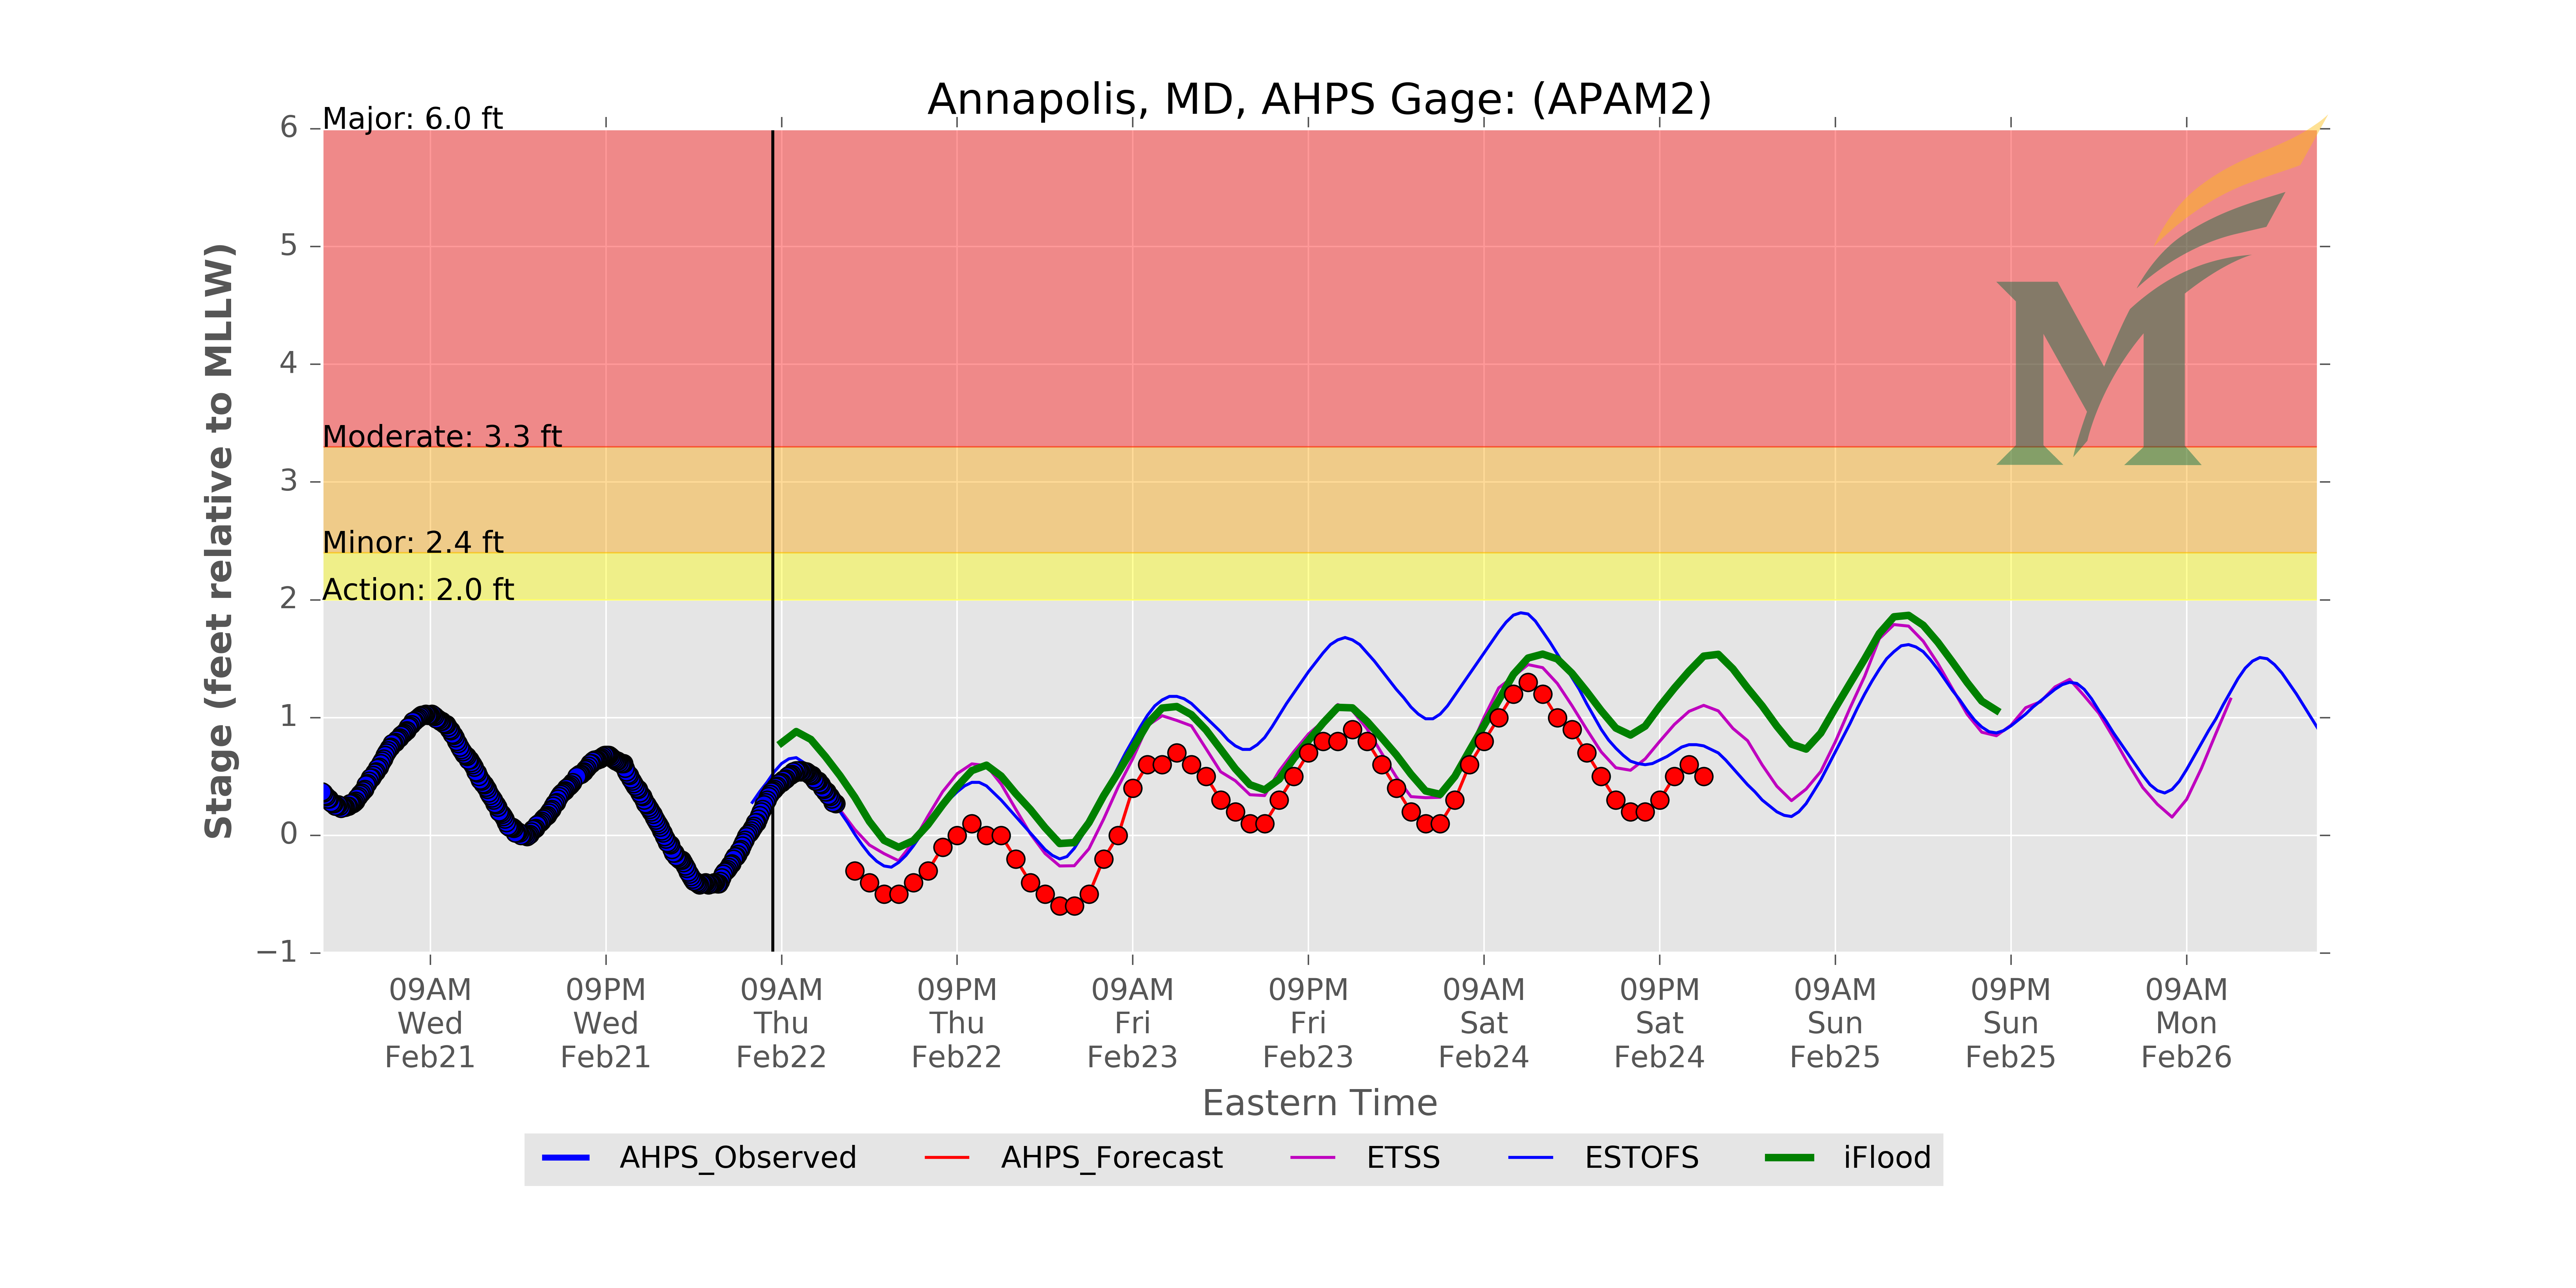 Annapolis, MD, AHPS Gage: (APAM2)
Major: 6.0 ft
Moderate: 3.3 ft
Minor: 2.4 ft
Action: 2.0 ft
Stage (feet relative to MLLW)
6
5
4
3
2
1
0
−1
09AM 09PM 09AM 09PM 09AM 09PM 09AM 09PM 09AM 09PM 09AM
Wed Wed Thu Thu Fri Fri Sat Sat Sun Sun Mon
Feb21 Feb21 Feb22 Feb22 Feb23 Feb23 Feb24 Feb24 Feb25 Feb25 Feb26
Eastern Time
AHPS_Observed AHPS_Forecast ETSS ESTOFS iFlood
M